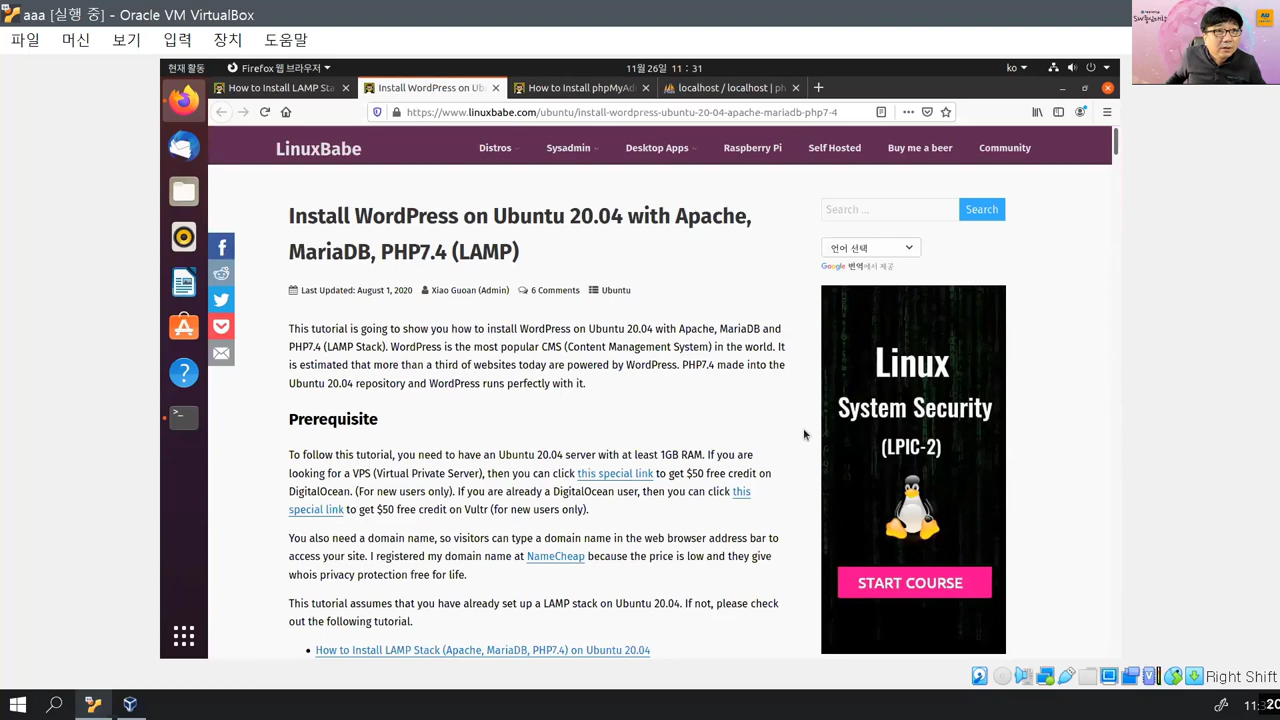 aaa [실행 중] - Oracle VM VirtualBox
파일 머신 보기 입력 장치 도움말
현재 활동 Firefox 웹 브라우저 11월 26일 11 : 31 ko
How to Install LAMP Sta
Install WordPress on Ub
How to Install phpMyAd
localhost / localhost | ph
https://www.linuxbabe.com/ubuntu/install-wordpress-ubuntu-20-04-apache-mariadb-php7-4
LinuxBabe Distros Sysadmin Desktop Apps Raspberry Pi Self Hosted Buy me a beer Community
Install WordPress on Ubuntu 20.04 with Apache,
MariaDB, PHP7.4 (LAMP)
Last Updated: August 1, 2020 Xiao Guoan (Admin) 6 Comments Ubuntu
This tutorial is going to show you how to install WordPress on Ubuntu 20.04 with Apache, MariaDB and
PHP7.4 (LAMP Stack). WordPress is the most popular CMS (Content Management System) in the world. It
is estimated that more than a third of websites today are powered by WordPress. PHP7.4 made into the
Ubuntu 20.04 repository and WordPress runs perfectly with it.
Prerequisite
To follow this tutorial, you need to have an Ubuntu 20.04 server with at least 1GB RAM. If you are
looking for a VPS (Virtual Private Server), then you can click this special link to get $50 free credit on
DigitalOcean. (For new users only). If you are already a DigitalOcean user, then you can click this
special link to get $50 free credit on Vultr (for new users only).
You also need a domain name, so visitors can type a domain name in the web browser address bar to
access your site. I registered my domain name at NameCheap because the price is low and they give
whois privacy protection free for life.
This tutorial assumes that you have already set up a LAMP stack on Ubuntu 20.04. If not, please check
out the following tutorial.
How to Install LAMP Stack (Apache, MariaDB, PHP7.4) on Ubuntu 20.04
Search ... Search
언어 선택
Google 번역에서 제공
Linux
System Security
(LPIC-2)
START COURSE
Right Shift
SW중심대학
AU